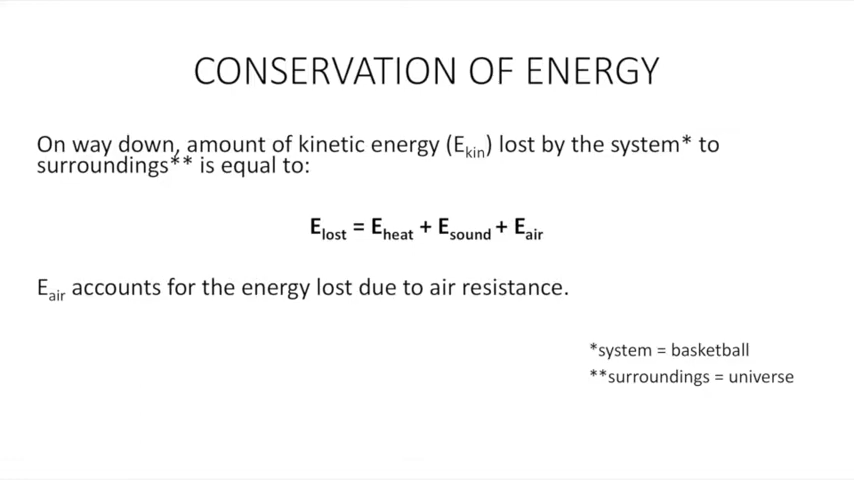 CONSERVATION OF ENERGY
On way down, amount of kinetic energy (Ekin) lost by the system* to
surroundings** is equal to:
Elost = Eheat + Esound + Eair
Eair accounts for the energy lost due to air resistance.
*system = basketball
**surroundings = universe